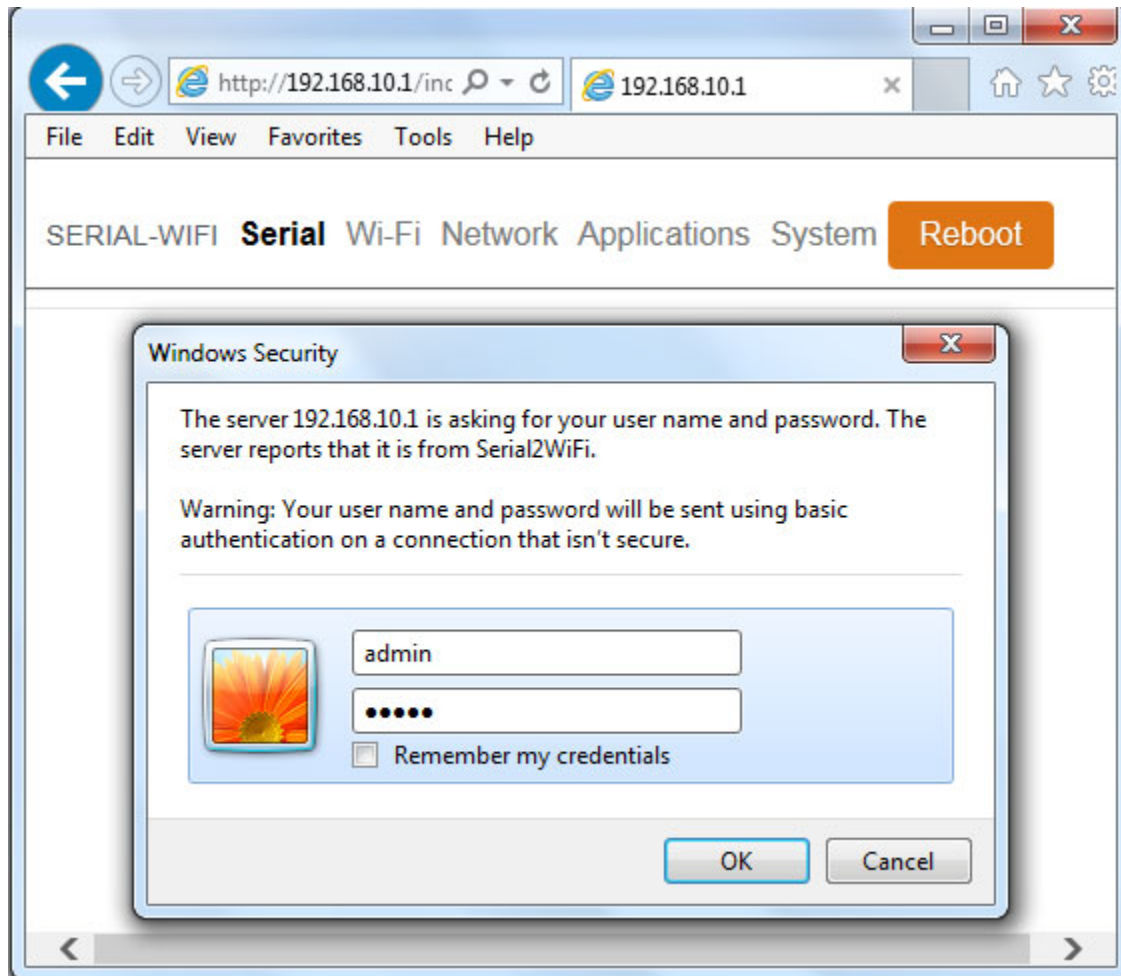 http://192.168.10.1/inc
192.168.10.1
File Edit View Favorites Tools Help
SERIAL-WIFI Serial Wi-Fi Network Applications System Reboot
Windows Security
The server 192.168.10.1 is asking for your user name and password. The
server reports that it is from Serial2WiFi.
Warning: Your user name and password will be sent using basic
authentication on a connection that isn't secure.
admin
●●●●●
Remember my credentials
OK Cancel